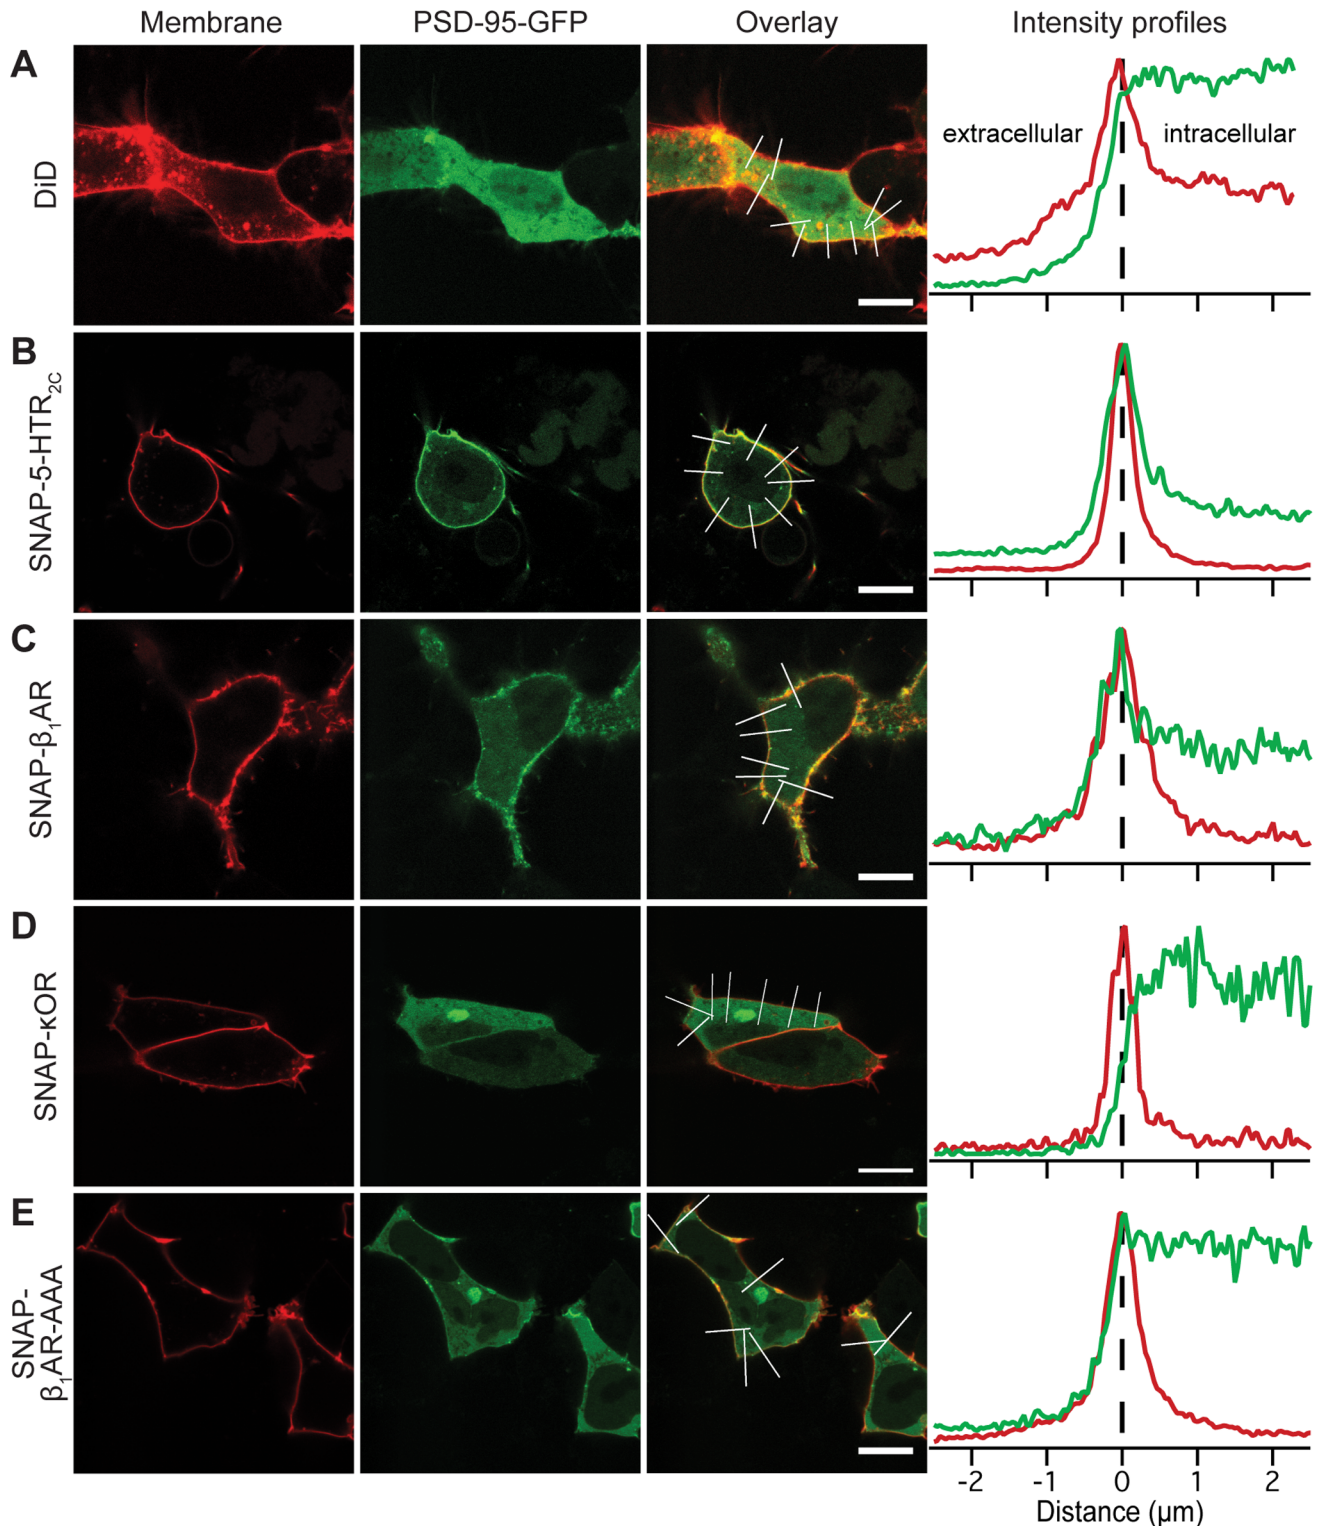 Membrane PSD-95-GFP Overlay Intensity profiles
A
DiD
extracellular intracellular
B
SNAP-5-HTR2C
C
SNAP-β1AR
D
SNAP-κOR
E
SNAP-
β1AR-AAA
-2 -1 0 1 2
Distance (μm)